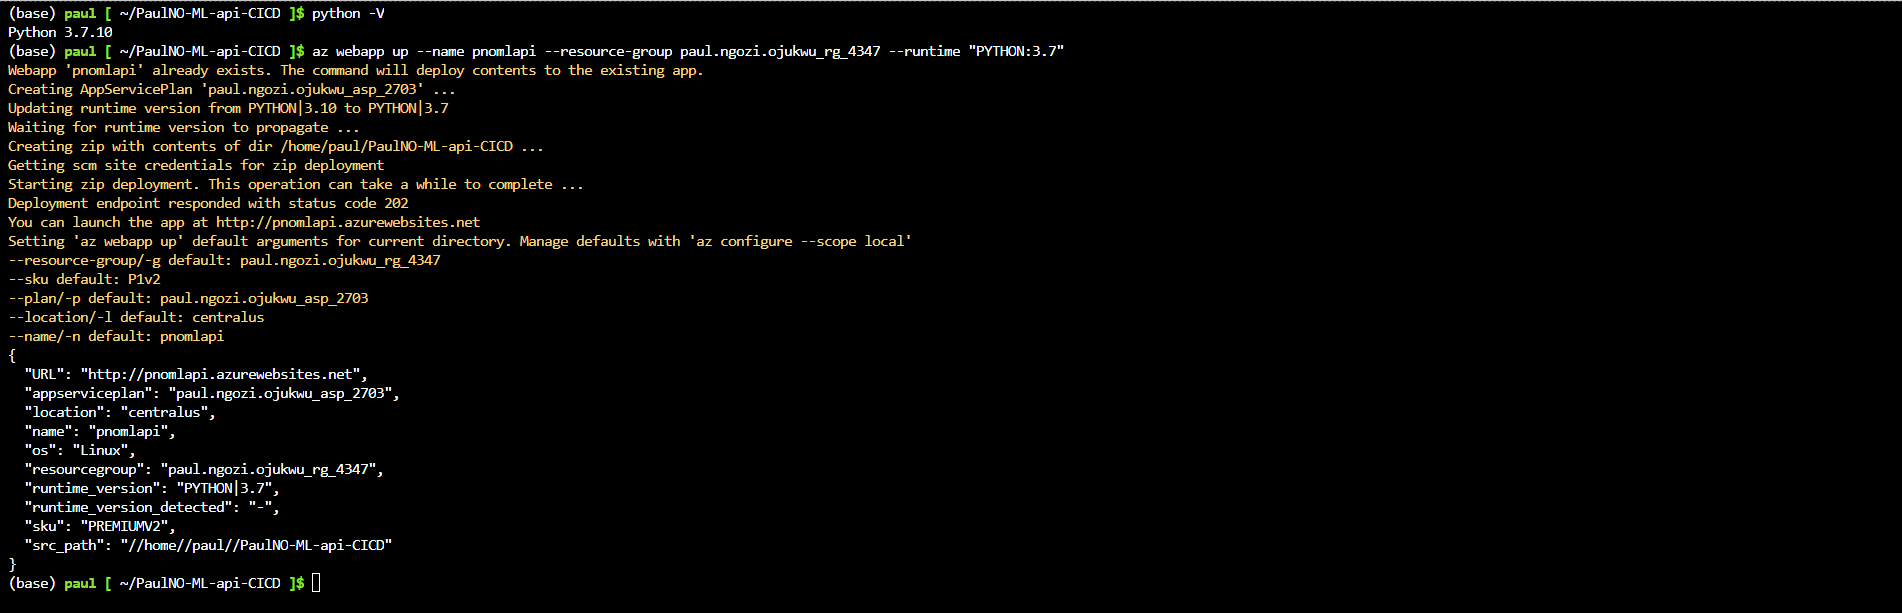 (base) paul [ ~/PaulNO-ML-api-CICD ]$ python -V
Python 3.7.10
(base) paul [ ~/PaulNO-ML-api-CICD ]$ az webapp up --name pnomlapi --resource-group paul.ngozi.ojukwu_rg_4347 --runtime "PYTHON:3.7"
Webapp 'pnomlapi' already exists. The command will deploy contents to the existing app.
Creating AppServicePlan 'paul.ngozi.ojukwu_asp_2703' ...
Updating runtime version from PYTHON|3.10 to PYTHON|3.7
Waiting for runtime version to propagate ...
Creating zip with contents of dir /home/paul/PaulNO-ML-api-CICD ...
Getting scm site credentials for zip deployment
Starting zip deployment. This operation can take a while to complete ...
Deployment endpoint responded with status code 202
You can launch the app at http://pnomlapi.azurewebsites.net
Setting 'az webapp up' default arguments for current directory. Manage defaults with 'az configure --scope local'
--resource-group/-g default: paul.ngozi.ojukwu_rg_4347
--sku default: P1v2
--plan/-p default: paul.ngozi.ojukwu_asp_2703
--location/-l default: centralus
--name/-n default: pnomlapi
{
  "URL": "http://pnomlapi.azurewebsites.net",
  "appserviceplan": "paul.ngozi.ojukwu_asp_2703",
  "location": "centralus",
  "name": "pnomlapi",
  "os": "Linux",
  "resourcegroup": "paul.ngozi.ojukwu_rg_4347",
  "runtime_version": "PYTHON|3.7",
  "runtime_version_detected": "-",
  "sku": "PREMIUMV2",
  "src_path": "//home//paul//PaulNO-ML-api-CICD"
}
(base) paul [ ~/PaulNO-ML-api-CICD ]$